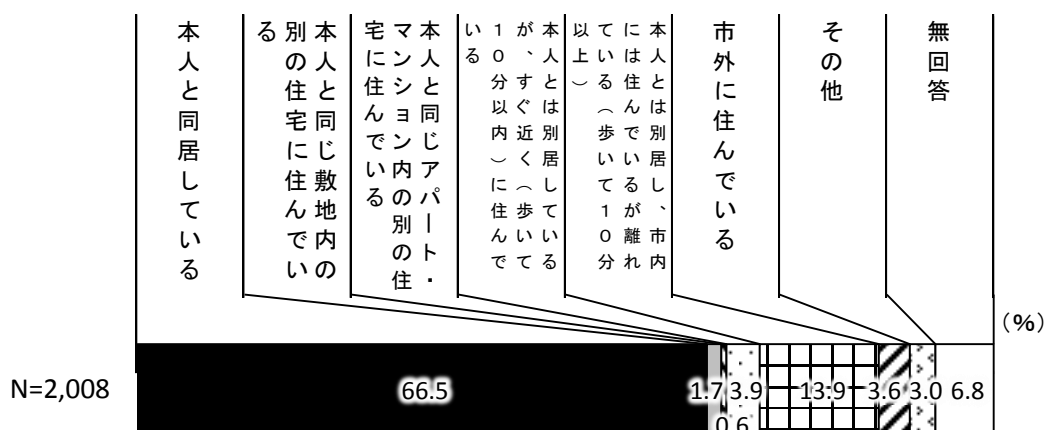 本人と同居している
本人と同じ敷地内の
別の住宅に住んでい
る
本人と同じアパート・
マンション内の別の住
宅に住んでいる
本人とは別居している
が、すぐ近く（歩いて
１０分以内）に住んで
いる
本人とは別居し、市内
には住んでいるが離れ
ている（歩いて１０分
以上）
市外に住んでいる
その他
無回答
（%）
N=2,008
66.5
1.7
0.6
3.9
13.9
3.6
3.0
6.8